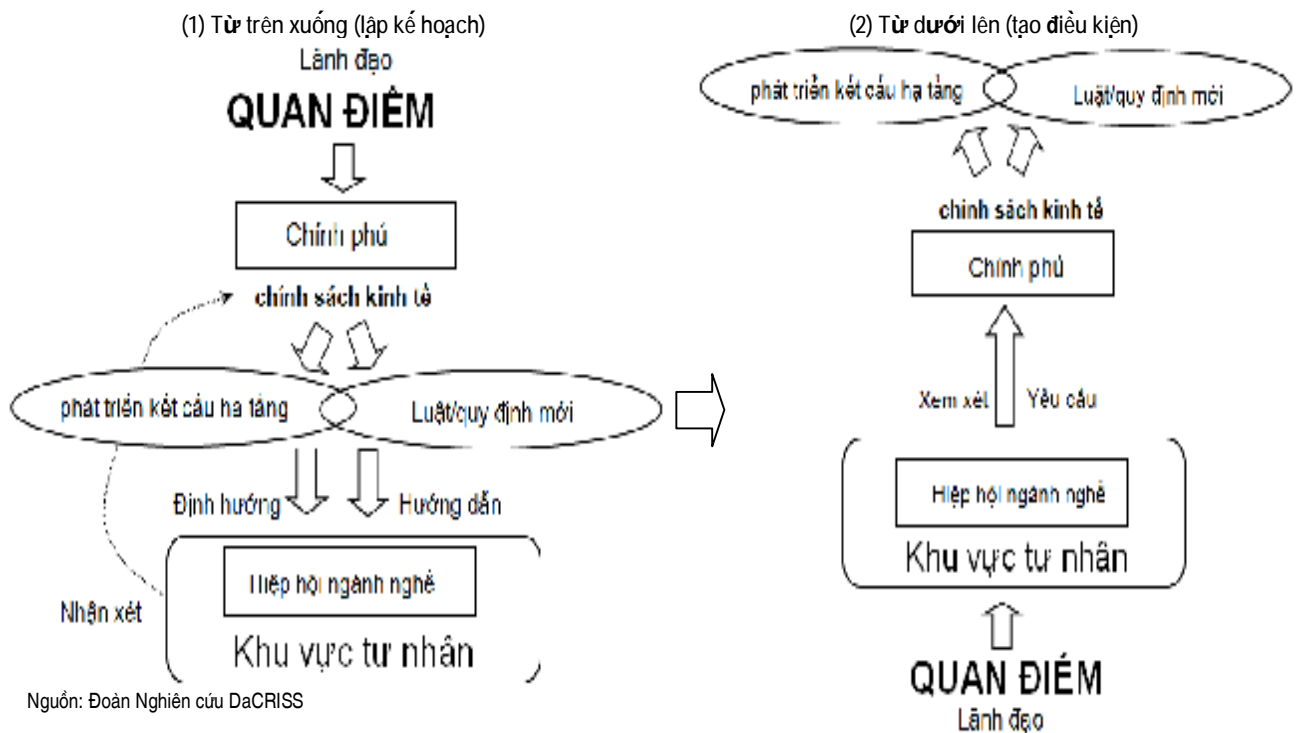 (1) Từ trên xuống (lập kế hoạch)
Lãnh đạo
QUAN ĐIỂM
Chính phủ
chính sách kinh tế
phát triển kết cấu hạ tầng
Luật/quy định mới
Định hướng
Hướng dẫn
Nhận xét
Hiệp hội ngành nghề
Khu vực tư nhân
Nguồn: Đoàn Nghiên cứu DaCRISS
(2) Từ dưới lên (tạo điều kiện)
phát triển kết cấu hạ tầng
Luật/quy định mới
chính sách kinh tế
Chính phủ
Xem xét
Yêu cầu
Hiệp hội ngành nghề
Khu vực tư nhân
QUAN ĐIỂM
Lãnh đạo